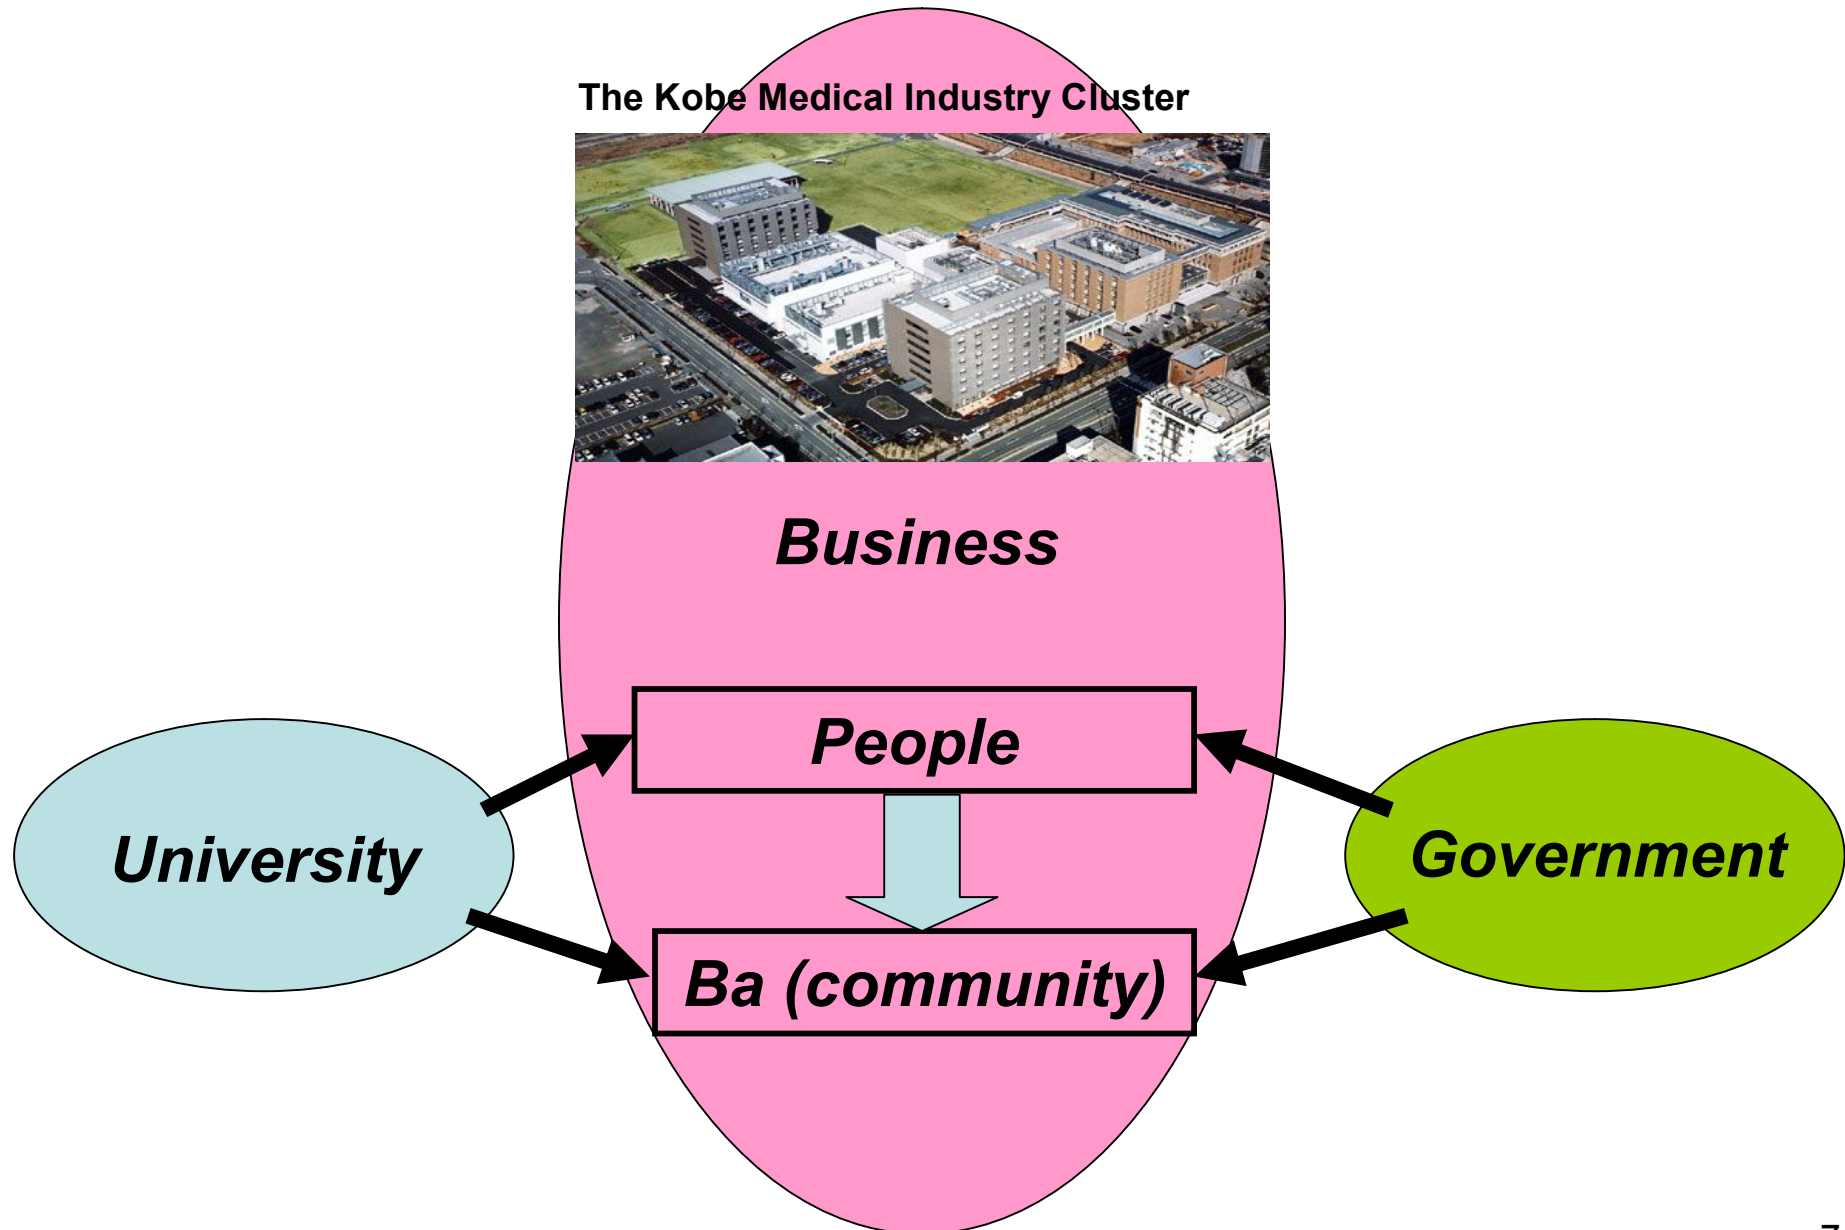 The Kobe Medical Industry Cluster
Business
People
University
Government
Ba (community)